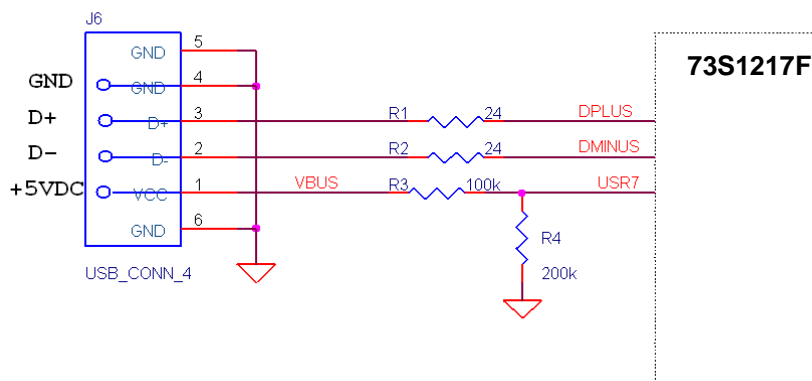 J6
73S1217F
GND 5
GND GND 4
D+ D+ 3 R1 24 DPLUS
D- D- 2 R2 24 DMINUS
+5VDC VCC 1 VBUS R3 100k USR7
GND 6
R4
200k
USB_CONN_4